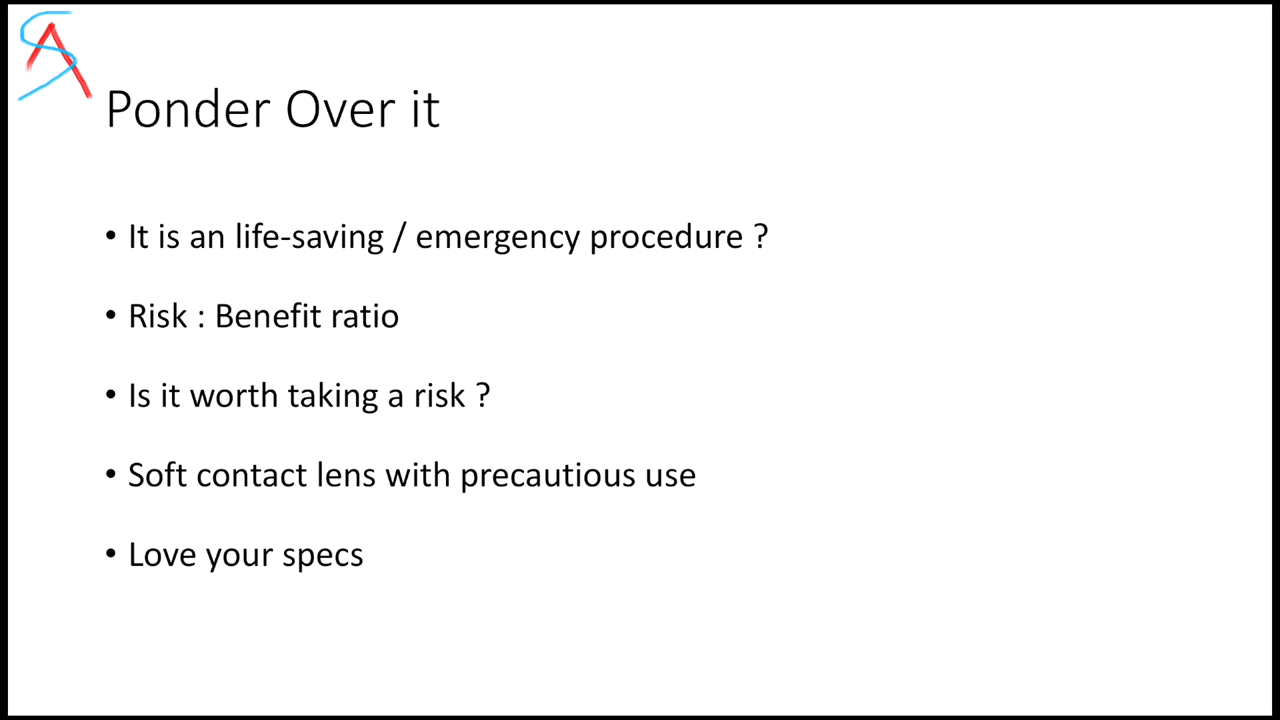 Ponder Over it
• It is an life-saving / emergency procedure ?
• Risk : Benefit ratio
• Is it worth taking a risk ?
• Soft contact lens with precautious use
• Love your specs